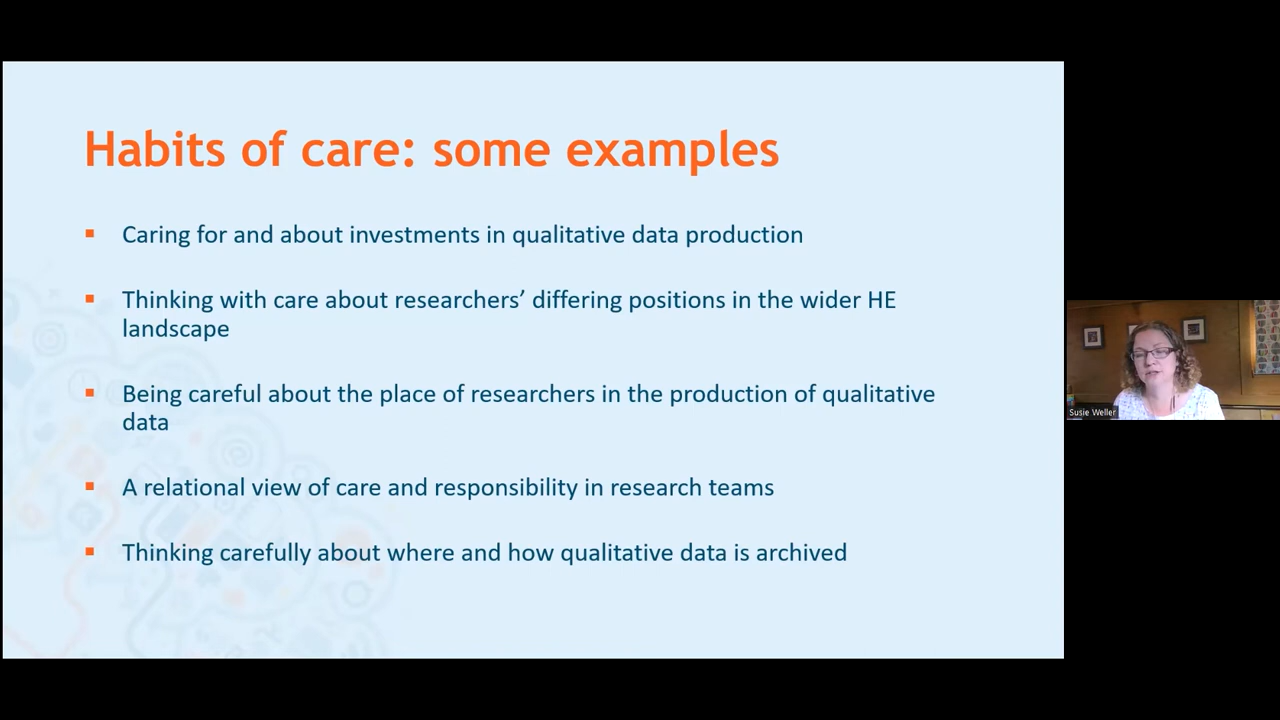 Habits of care: some examples
▪ Caring for and about investments in qualitative data production
▪ Thinking with care about researchers’ differing positions in the wider HE
landscape
▪ Being careful about the place of researchers in the production of qualitative
data
▪ A relational view of care and responsibility in research teams
▪ Thinking carefully about where and how qualitative data is archived
Susie Weller